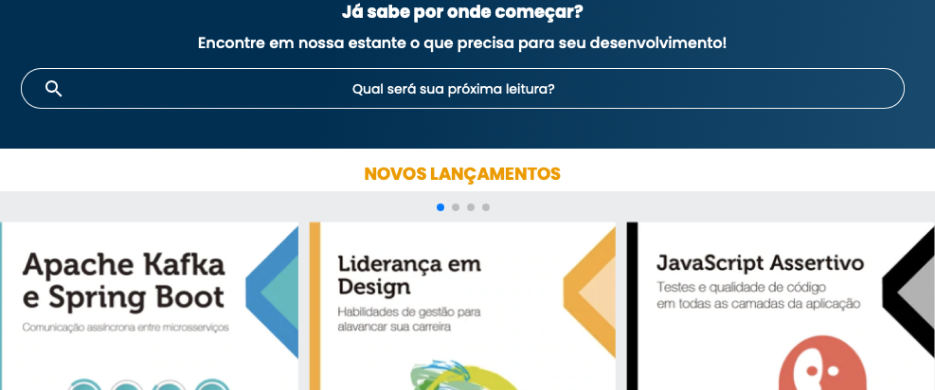 Já sabe por onde começar?
Encontre em nossa estante o que precisa para seu desenvolvimento!
Qual será sua próxima leitura?
NOVOS LANÇAMENTOS
Apache Kafka
e Spring Boot
Comunicação assíncrona entre microsserviços
Liderança em
Design
Habilidades de gestão para
alavancar sua carreira
JavaScript Assertivo
Testes e qualidade de código
em todas as camadas da aplicação